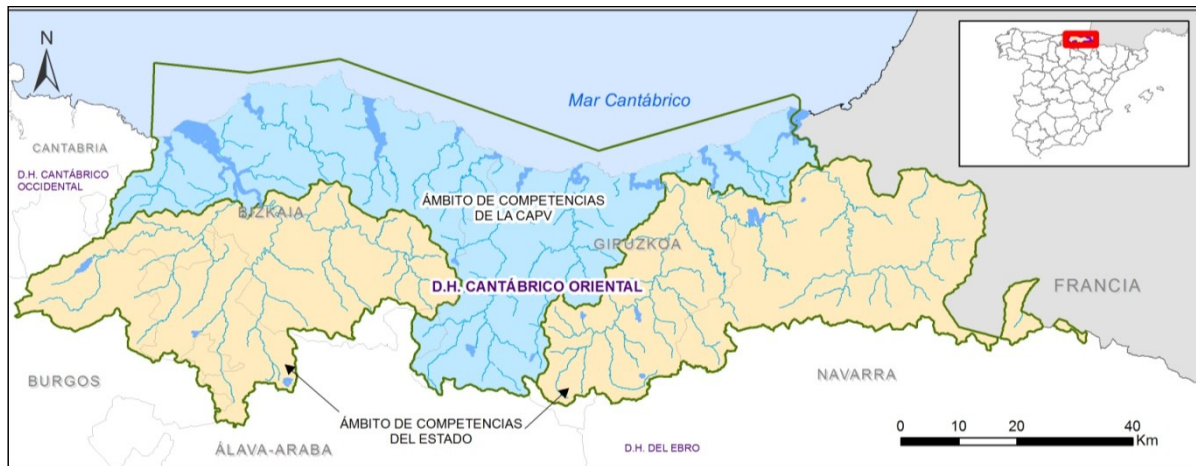 N
Mar Cantábrico
CANTABRIA
D.H. CANTÁBRICO
OCCIDENTAL
ÁMBITO DE COMPETENCIAS
DE LA CAPV
BIZKAIA
GIPUZKOA
D.H. CANTÁBRICO ORIENTAL
FRANCIA
BURGOS
NAVARRA
ÁMBITO DE COMPETENCIAS
DEL ESTADO
ÁLAVA-ARABA
D.H. DEL EBRO
0 10 20 30 40
Km